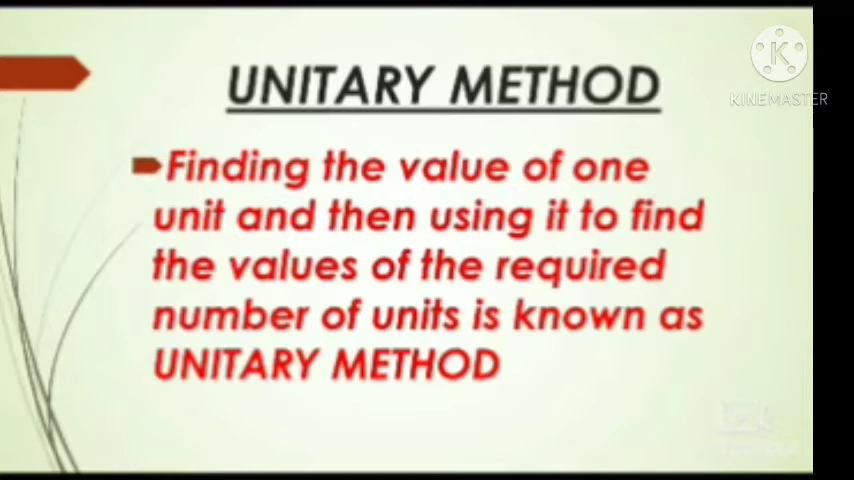 UNITARY METHOD
K
KINEMASTER
Finding the value of one
unit and then using it to find
the values of the required
number of units is known as
UNITARY METHOD